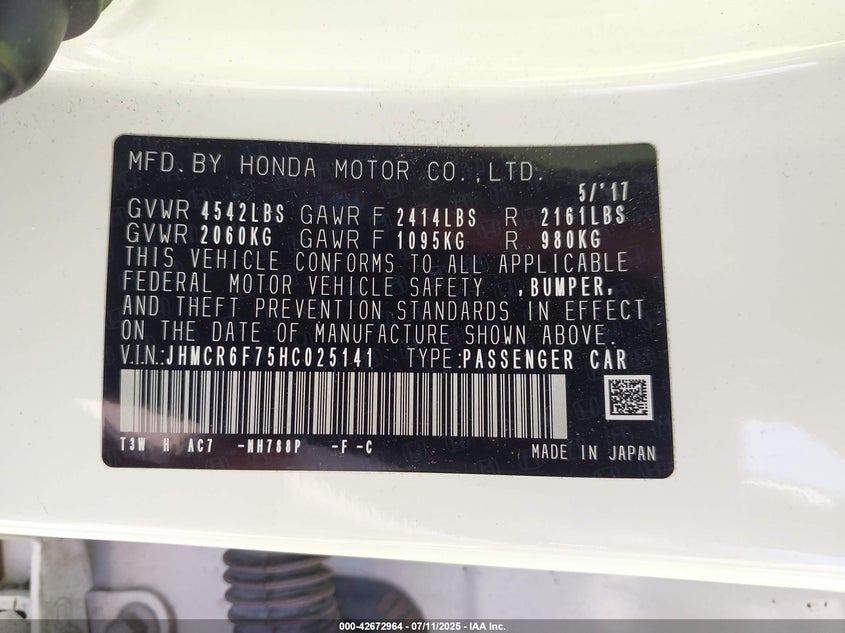 MFD. BY HONDA MOTOR CO.,LTD.
5/'17
GVWR 4542LBS GAWR F 2414LBS R 2161LBS
GVWR 2060KG GAWR F 1095KG R 980KG
THIS VEHICLE CONFORMS TO ALL APPLICABLE
FEDERAL MOTOR VEHICLE SAFETY ,BUMPER,
AND THEFT PREVENTION STANDARDS IN EFFECT
ON THE DATE OF MANUFACTURE SHOWN ABOVE.
V.IN.:JHMCR6F75HC025141 TYPE:PASSENGER CAR
T3W H AC7 -NH788P -F -C
MADE IN JAPAN
000-42672964 - 07/11/2025 - IAA Inc.